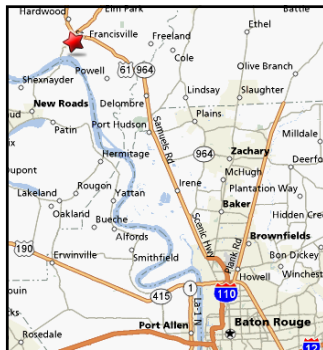 Hardwood
Elm Park
Battle
Francisville
Freeland
Ethel
Cole
Shexnayder
Powell
61 964
Olive Branch
New Roads
Delombre
Lindsay
Slaughter
Patin
Port Hudson
Samuels Rd
Plains
Milldale
Hermitage
964
Zachary
Deerfo
Dupont
McHugh
Rougon
Irene
Plantation Way
Lakeland
Yattan
Oakland
Baker
Hidden Gre
Bueche
Scenic Hwy
190
Alfords
Plank Rd
Brownfields
Erwinville
Smithfield
Bon Dickey
Howell
Winchest
ouin
415
1
110
cks
Port Allen
Baton Rouge
Rosedale
12